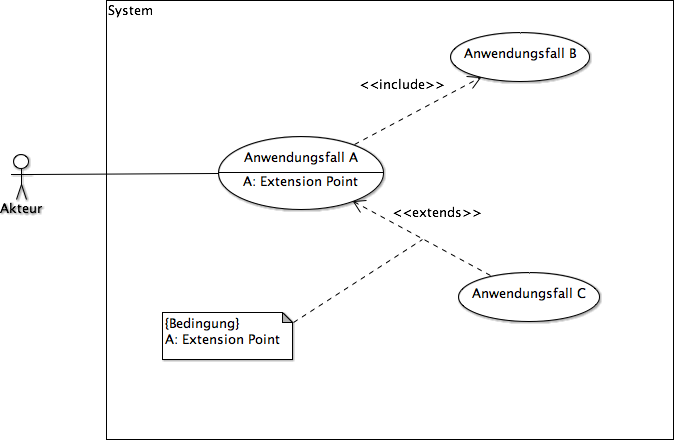 System
Anwendungsfall B
<<include>>
Anwendungsfall A
A: Extension Point
Akteur
<<extends>>
Anwendungsfall C
{Bedingung}
A: Extension Point